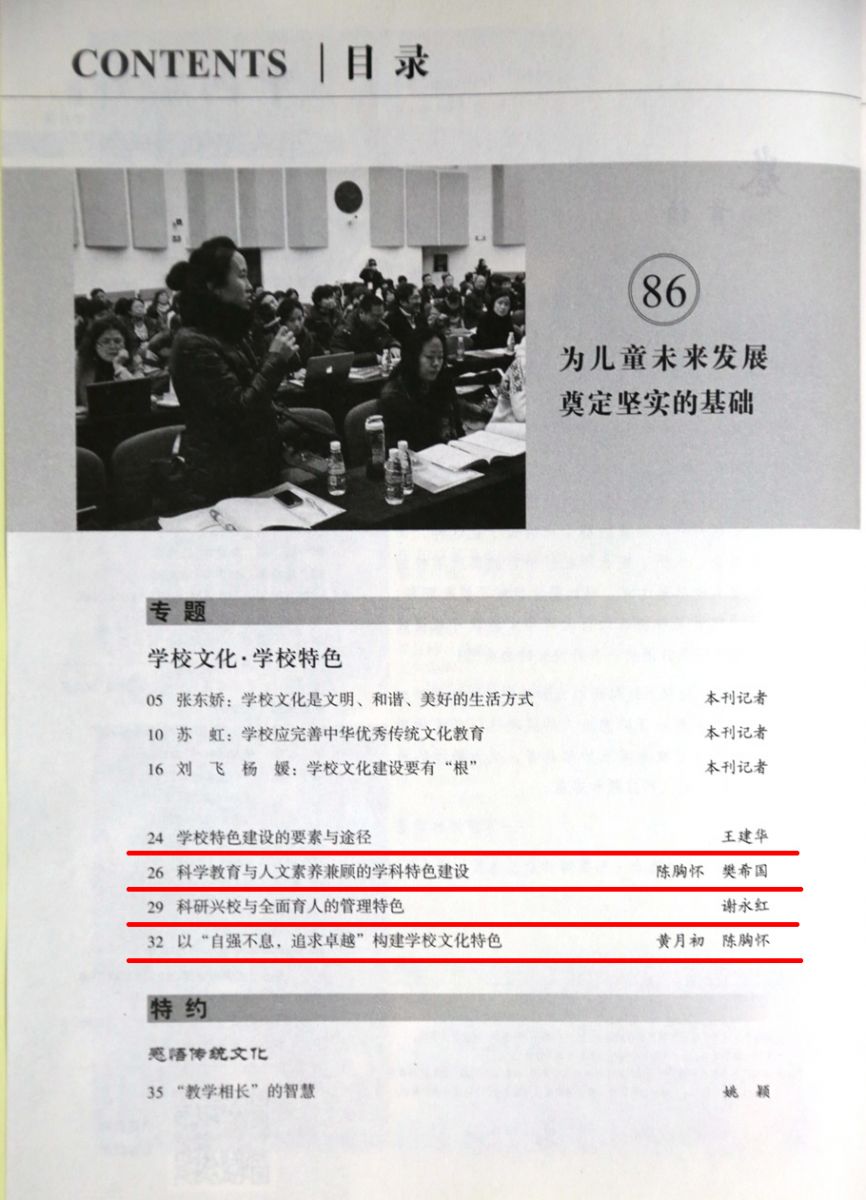 CONTENTS 目录
86
为儿童未来发展
奠定坚实的基础
专题
学校文化·学校特色
05 张东娇：学校文化是文明、和谐、美好的生活方式 本刊记者
10 苏 虹：学校应完善中华优秀传统文化教育 本刊记者
16 刘 飞 杨 媛：学校文化建设要有“根” 本刊记者
24 学校特色建设的要素与途径 王建华
26 科学教育与人文素养兼顾的学科特色建设 陈胸怀 樊希国
29 科研兴校与全面育人的管理特色 谢永红
32 以“自强不息，追求卓越”构建学校文化特色 黄月初 陈胸怀
特约
感悟传统文化
35 “教学相长”的智慧 姚 颖